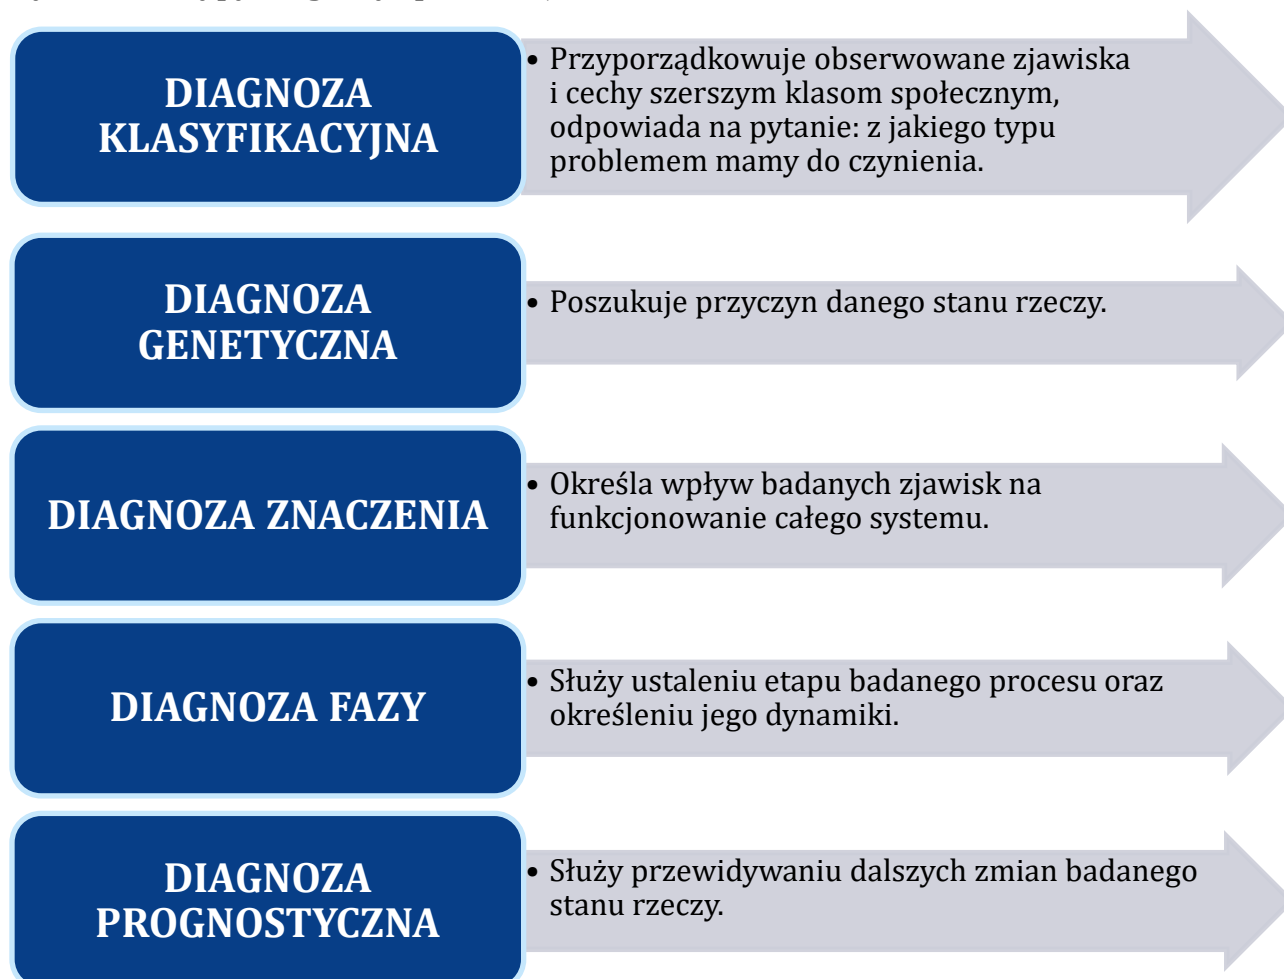 DIAGNOZA
KLASYFIKACYJNA
• Przyporządkowuje obserwowane zjawiska
i cechy szerszym klasom społecznym,
odpowiada na pytanie: z jakiego typu
problemem mamy do czynienia.
DIAGNOZA
GENETYCZNA
• Poszukuje przyczyn danego stanu rzeczy.
DIAGNOZA ZNACZENIA
• Określa wpływ badanych zjawisk na
funkcjonowanie całego systemu.
DIAGNOZA FAZY
• Służy ustaleniu etapu badanego procesu oraz
określeniu jego dynamiki.
DIAGNOZA
PROGNOSTYCZNA
• Służy przewidywaniu dalszych zmian badanego
stanu rzeczy.